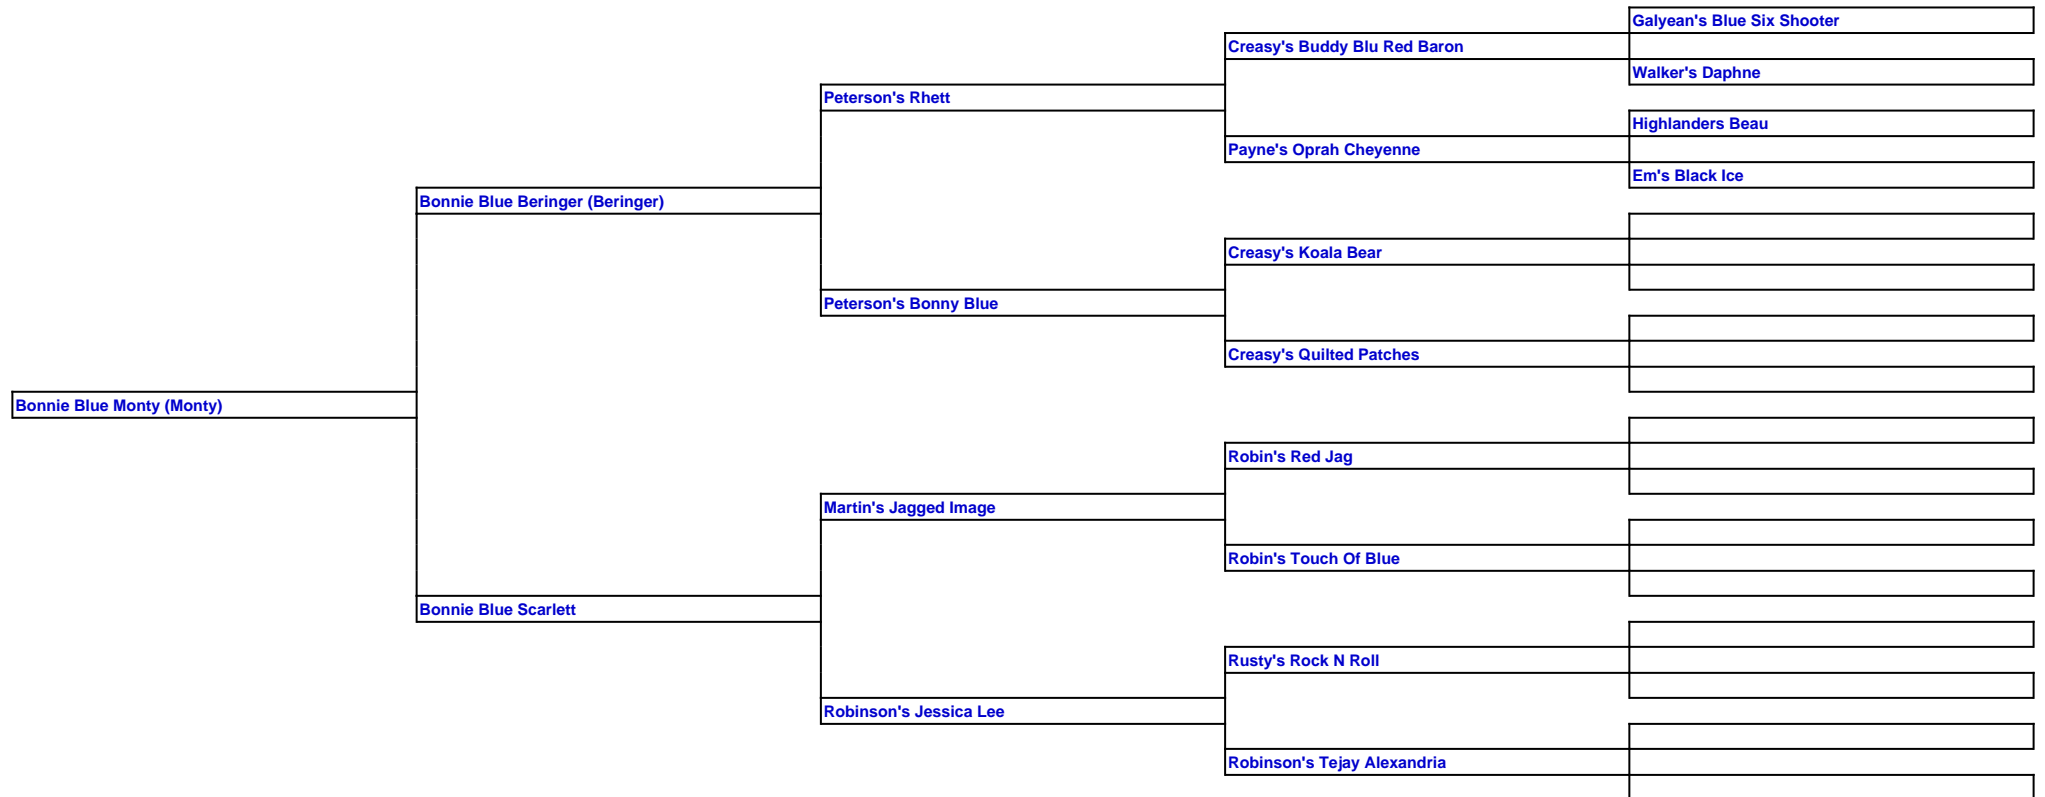 Galyean's Blue Six Shooter
Creasy's Buddy Blu Red Baron
Walker's Daphne
Peterson's Rhett
Highlanders Beau
Payne's Oprah Cheyenne
Em's Black Ice
Bonnie Blue Beringer (Beringer)
Creasy's Koala Bear
Peterson's Bonny Blue
Creasy's Quilted Patches
Bonnie Blue Monty (Monty)
Robin's Red Jag
Martin's Jagged Image
Robin's Touch Of Blue
Bonnie Blue Scarlett
Rusty's Rock N Roll
Robinson's Jessica Lee
Robinson's Tejay Alexandria